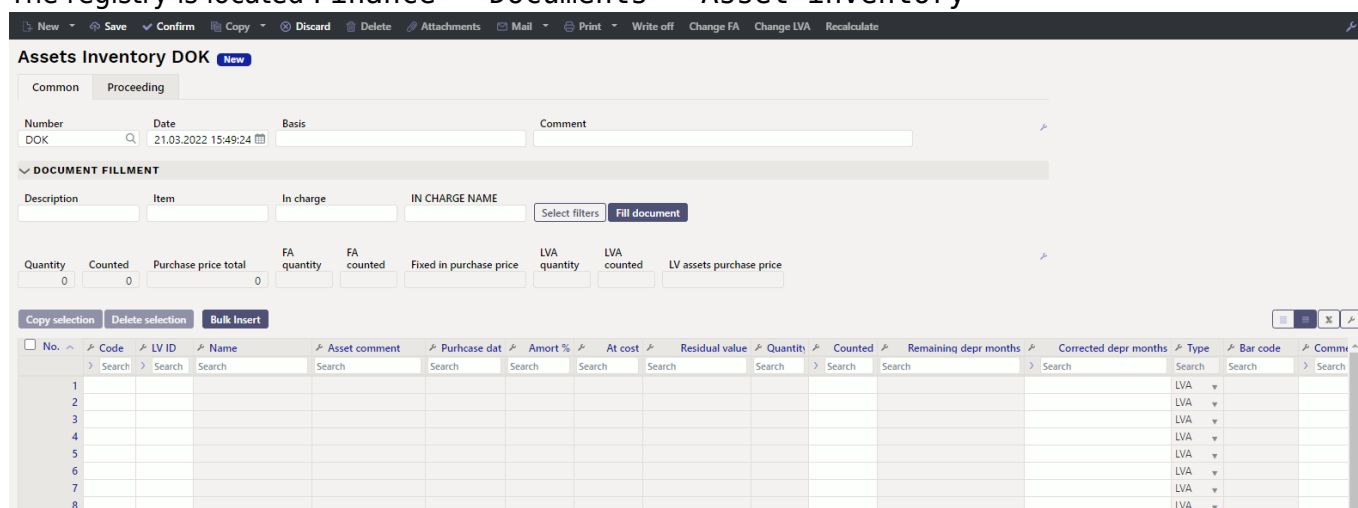 The registry is located Finance - Documents - Asset inventory
New Save Confirm Copy Discard Delete Attachments Mail Print Write off Change FA Change LVA Recalculate
Assets Inventory DOK New
Common Proceeding
Number Date Basis Comment
DOK 21.03.2022 15:49:24
DOCUMENT FILLMENT
Description Item In charge IN CHARGE NAME
Select filters Fill document
Quantity Counted Purchase price total FA quantity FA counted Fixed in purchase price LVA quantity LVA counted LV assets purchase price
0 0 0
Copy selection Delete selection Bulk Insert
No. Code LV ID Name Asset comment Purhcase dat Amort % At cost Residual value Quantity Counted Remaining depr months Corrected depr months Type Bar code Comme
Search Search Search Search Search Search Search Search Search Search Search Search Search Search Search
1 LVA
2 LVA
3 LVA
4 LVA
5 LVA
6 LVA
7 LVA
8 LVA